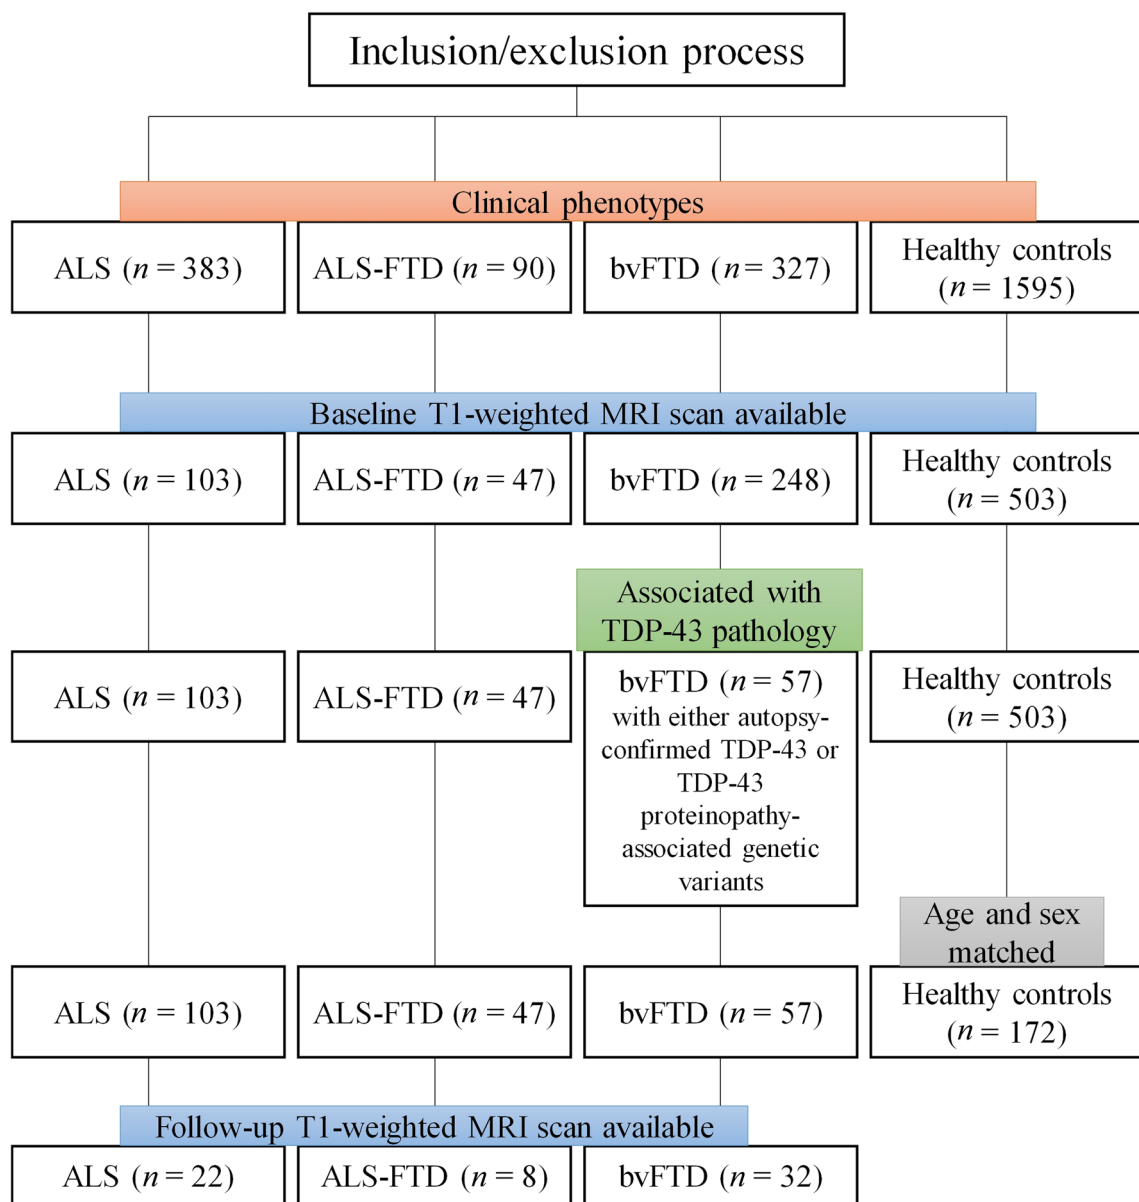 Inclusion/exclusion process
Clinical phenotypes
ALS (n = 383)
ALS-FTD (n = 90)
bvFTD (n = 327)
Healthy controls
(n = 1595)
Baseline T1-weighted MRI scan available
ALS (n = 103)
ALS-FTD (n = 47)
bvFTD (n = 248)
Healthy controls
(n = 503)
Associated with
TDP-43 pathology
ALS (n = 103)
ALS-FTD (n = 47)
bvFTD (n = 57)
with either autopsy-
confirmed TDP-43 or
TDP-43
proteinopathy-
associated genetic
variants
Healthy controls
(n = 503)
Age and sex
matched
ALS (n = 103)
ALS-FTD (n = 47)
bvFTD (n = 57)
Healthy controls
(n = 172)
Follow-up T1-weighted MRI scan available
ALS (n = 22)
ALS-FTD (n = 8)
bvFTD (n = 32)